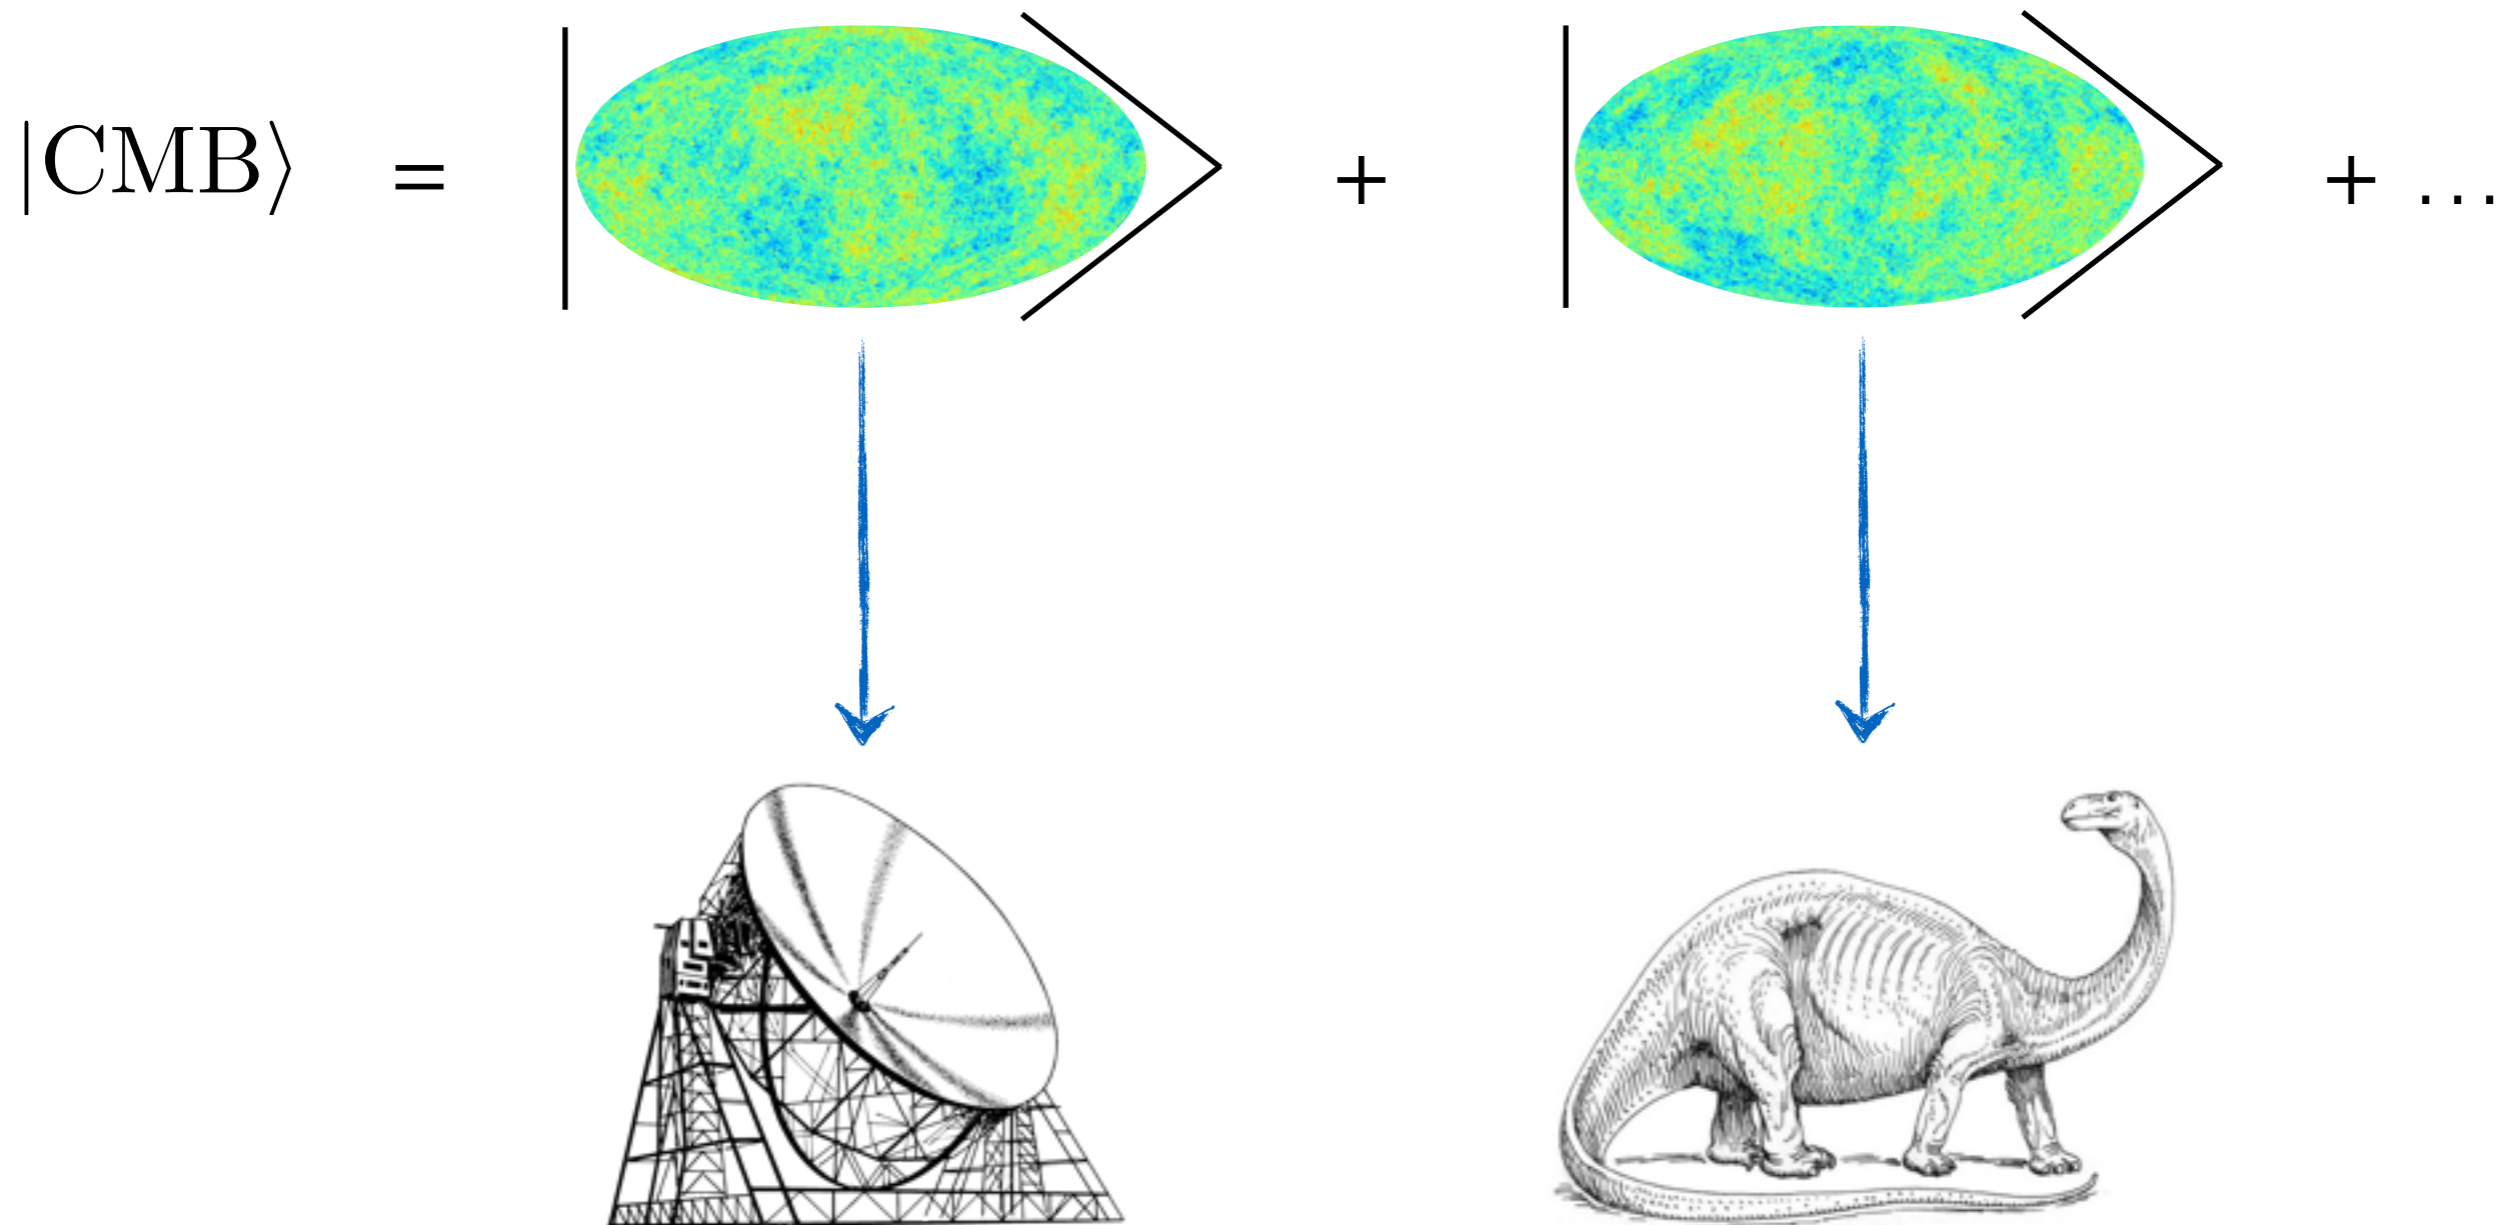 |CMB⟩ = | ⟩ + | ⟩ + ...